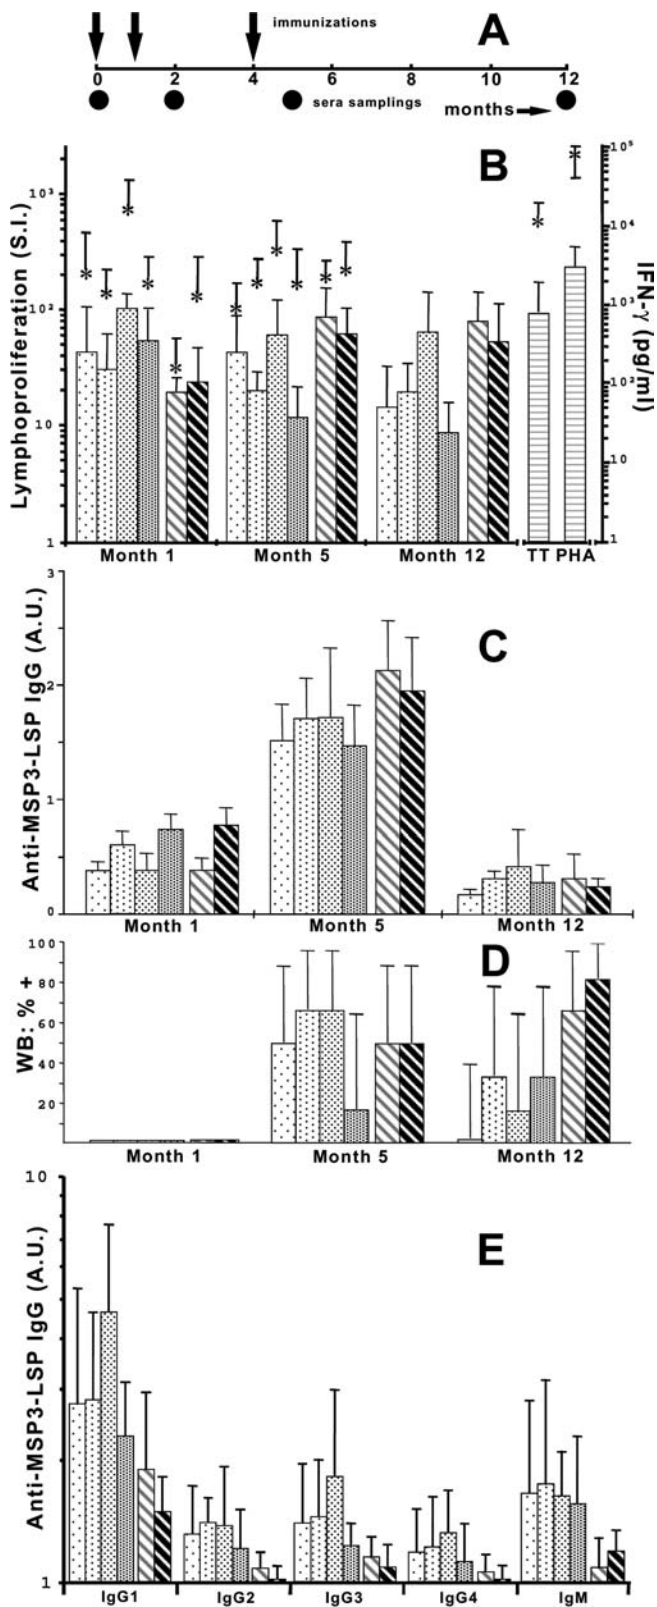 immunizations
A
0 2 4 6 8 10 12
sera samplings
months
B
Lymphoproliferation (S.I.)
10³
10²
10
1
IFN-γ (pg/ml)
10⁵
10⁴
10³
10²
10
1
* * * * * * * * * * * * * *
Month 1 Month 5 Month 12 TT PHA
C
Anti-MSP3-LSP IgG (A.U.)
3
2
1
0
Month 1 Month 5 Month 12
D
WB: % +
100
80
60
40
20
Month 1 Month 5 Month 12
E
Anti-MSP3-LSP IgG (A.U.)
10
1
IgG1 IgG2 IgG3 IgG4 IgM